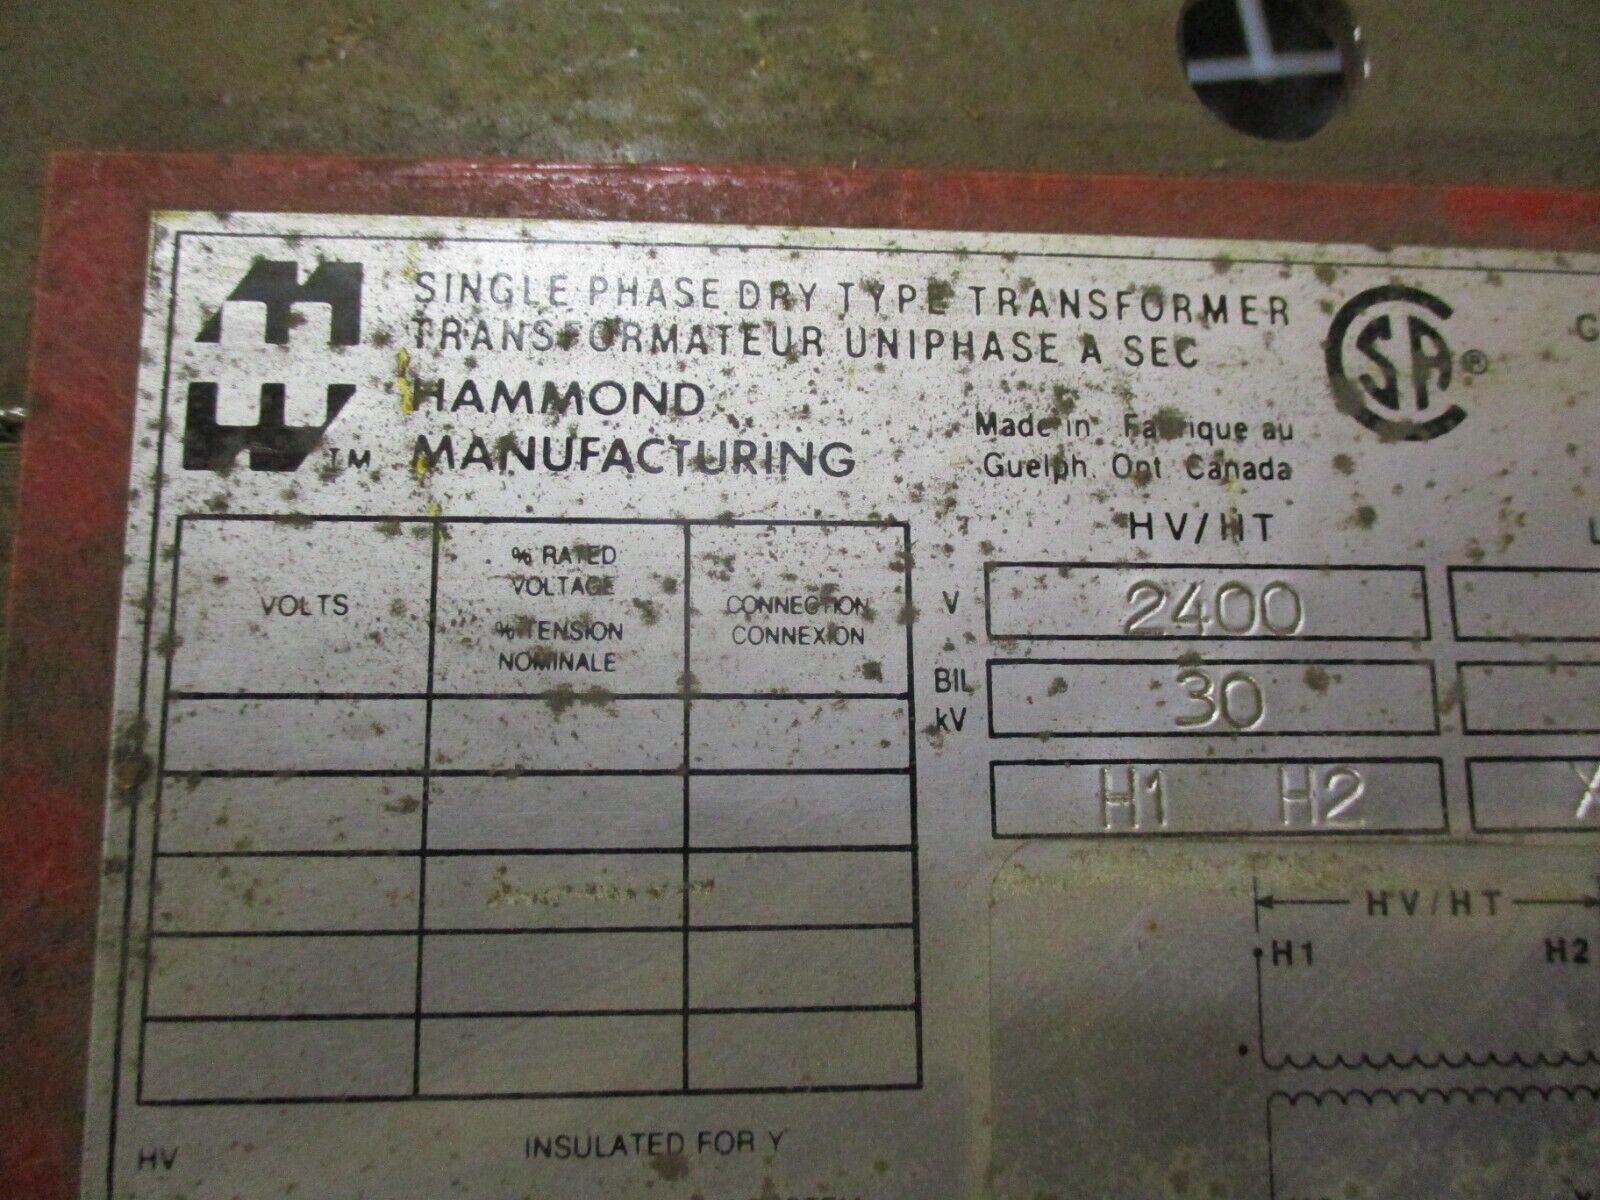 SINGLE PHASE DRY TYPE TRANSFORMER
TRANSFORMATEUR UNIPHASE A SEC
HAMMOND
MANUFACTURING
TM
Made in Fabrique au
Guelph Ont Canada
CSA ®
HV/HT
VOLTS
% RATED
VOLTAGE
% TENSION
NOMINALE
CONNECTION
CONNEXION
V 2400
BIL
kV 30
H1 H2
HV/HT
H1 H2
HV INSULATED FOR Y